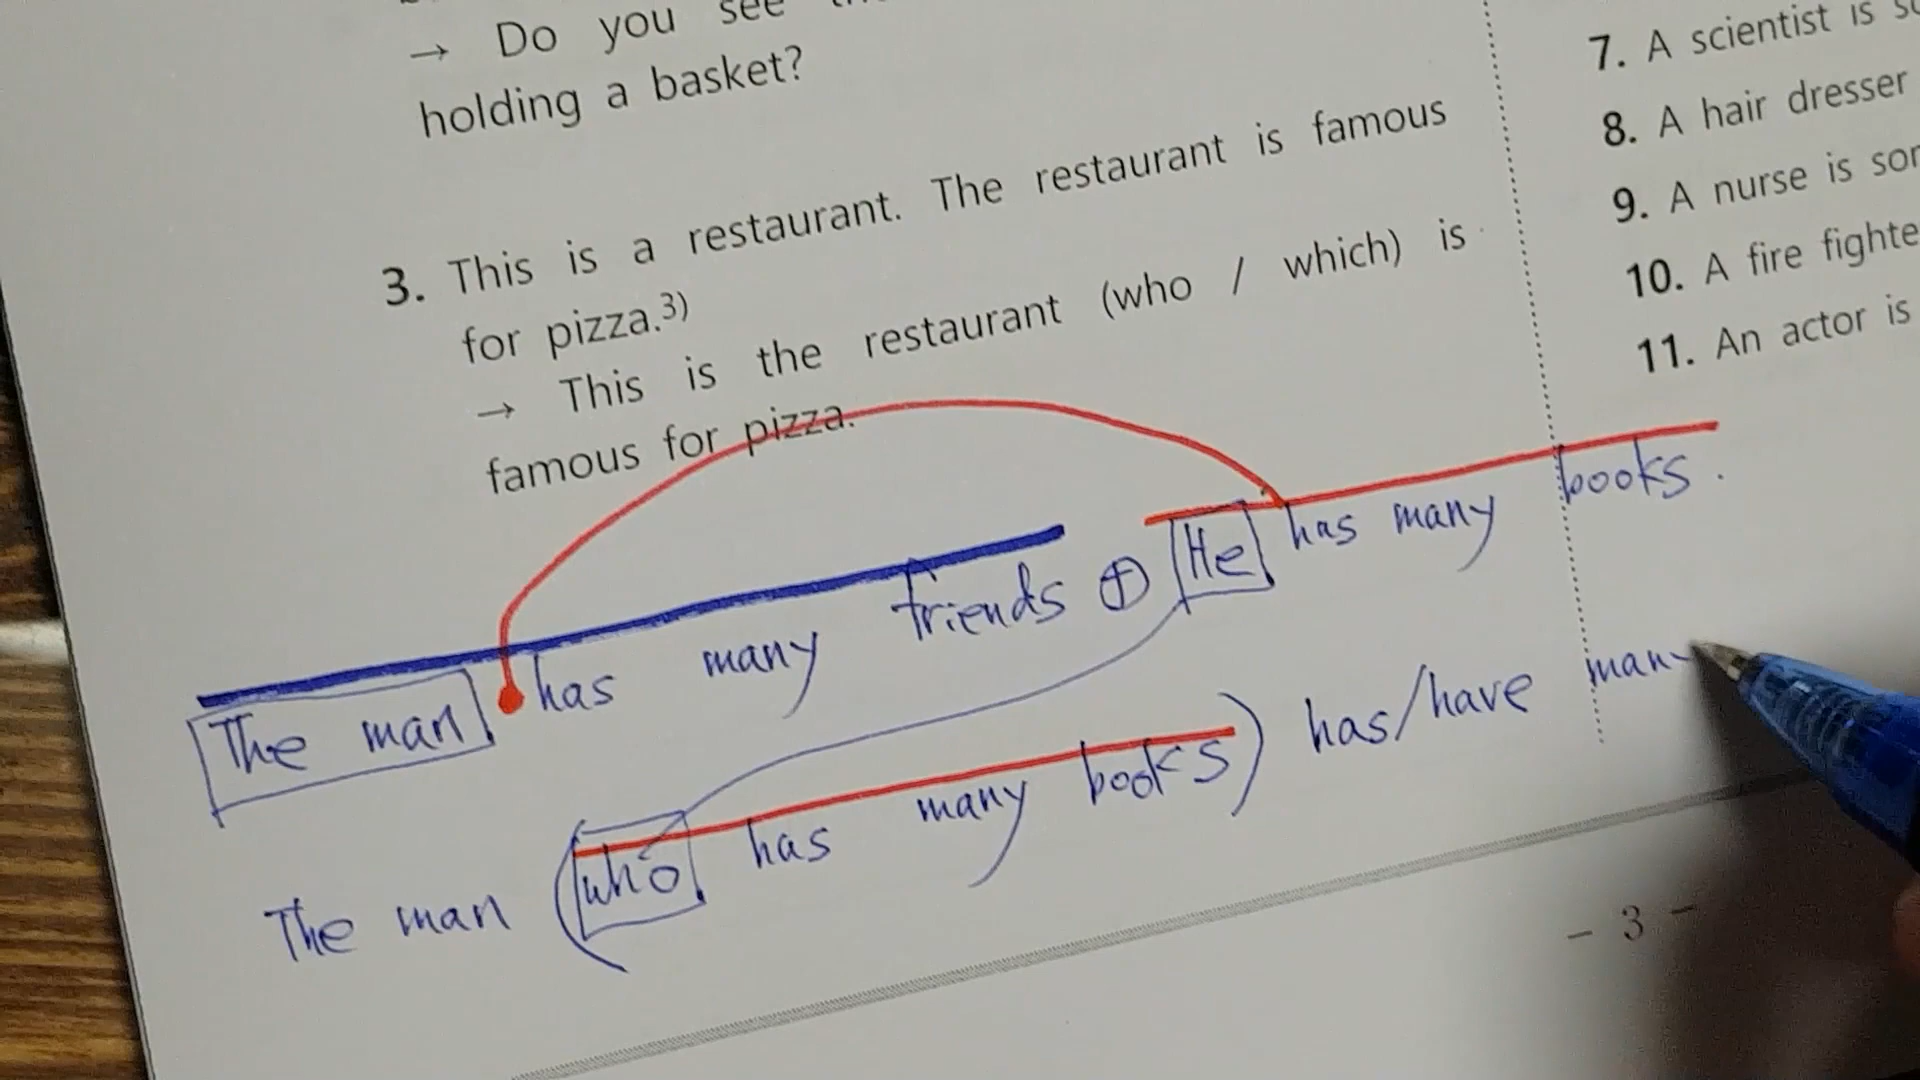 → Do you see
holding a basket?
3. This is a restaurant. The restaurant is famous
for pizza.3)
→ This is the restaurant (who / which) is
famous for pizza.
The man has many friends ⊕ He has many books.
The man (who has many books) has/have many
7. A scientist is
8. A hair dresser
9. A nurse is
10. A fire
11. An actor is
- 3 -